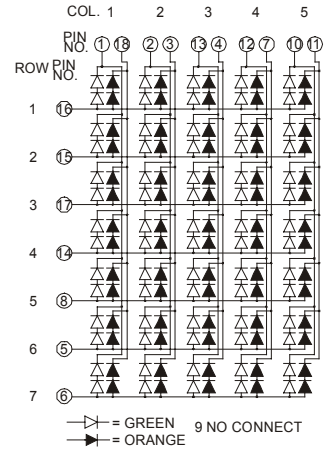 COL. 1 2 3 4 5
PIN NO. 1 18 2 3 13 4 12 7 10 11
ROW PIN NO.
1 16
2 15
3 17
4 14
5 8
6 5
7 6
= GREEN 9 NO CONNECT
= ORANGE